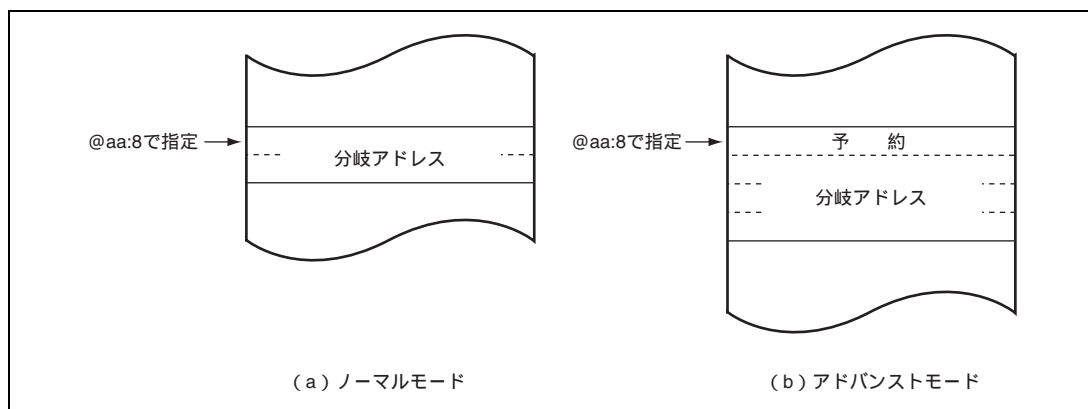 @aa:8で指定
分岐アドレス
(a)ノーマルモード
@aa:8で指定
予　約
分岐アドレス
(b)アドバンストモード